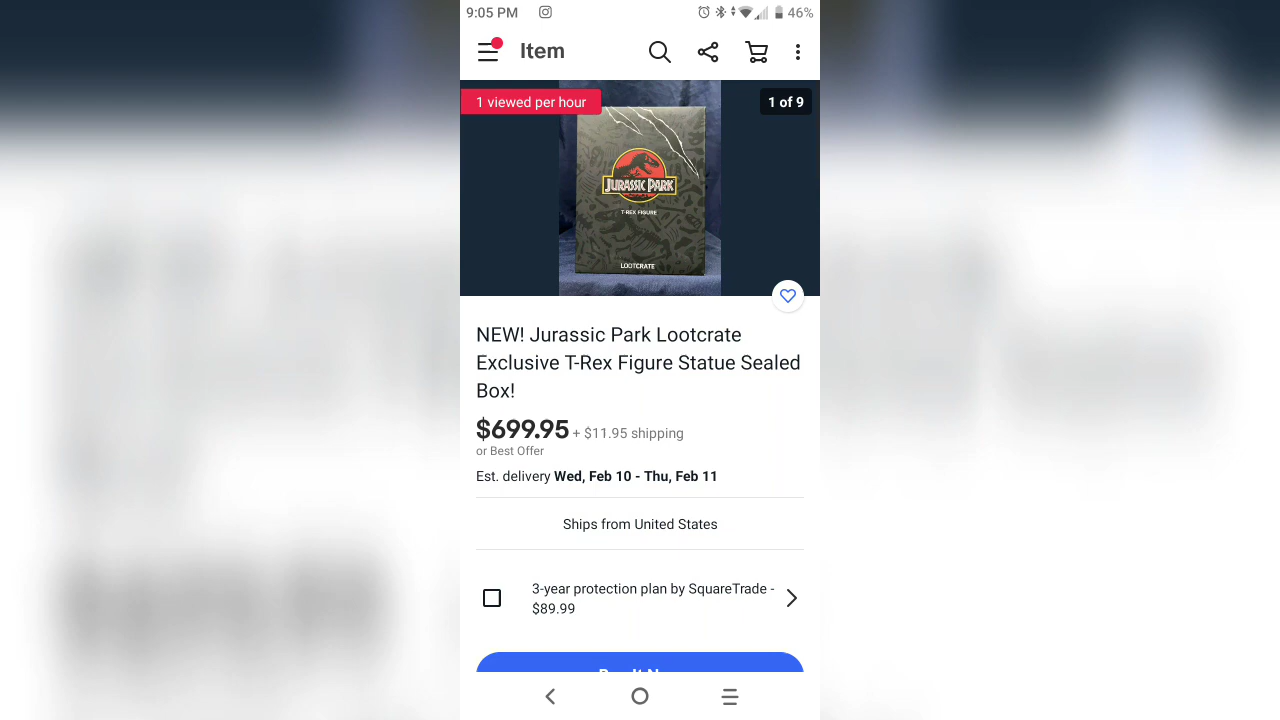 9:05 PM
46%
Item
1 viewed per hour
1 of 9
JURASSIC PARK
T-REX FIGURE
LOOTCRATE
NEW! Jurassic Park Lootcrate
Exclusive T-Rex Figure Statue Sealed
Box!
$699.95 + $11.95 shipping
or Best Offer
Est. delivery Wed, Feb 10 - Thu, Feb 11
Ships from United States
3-year protection plan by SquareTrade -
$89.99